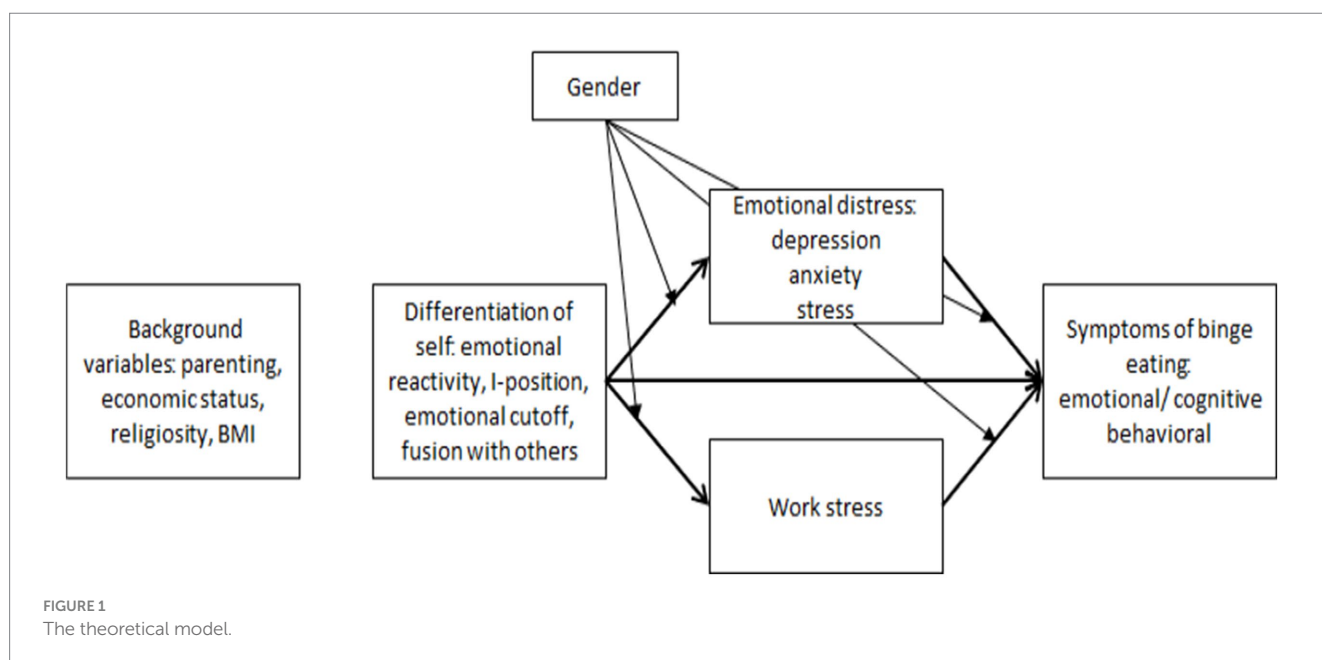 Gender
Emotional distress:
depression
anxiety
stress
Background
variables: parenting,
economic status,
religiosity, BMI
Differentiation of
self: emotional
reactivity, I-position,
emotional cutoff,
fusion with others
Symptoms of binge
eating:
emotional/ cognitive
behavioral
Work stress
FIGURE 1
The theoretical model.